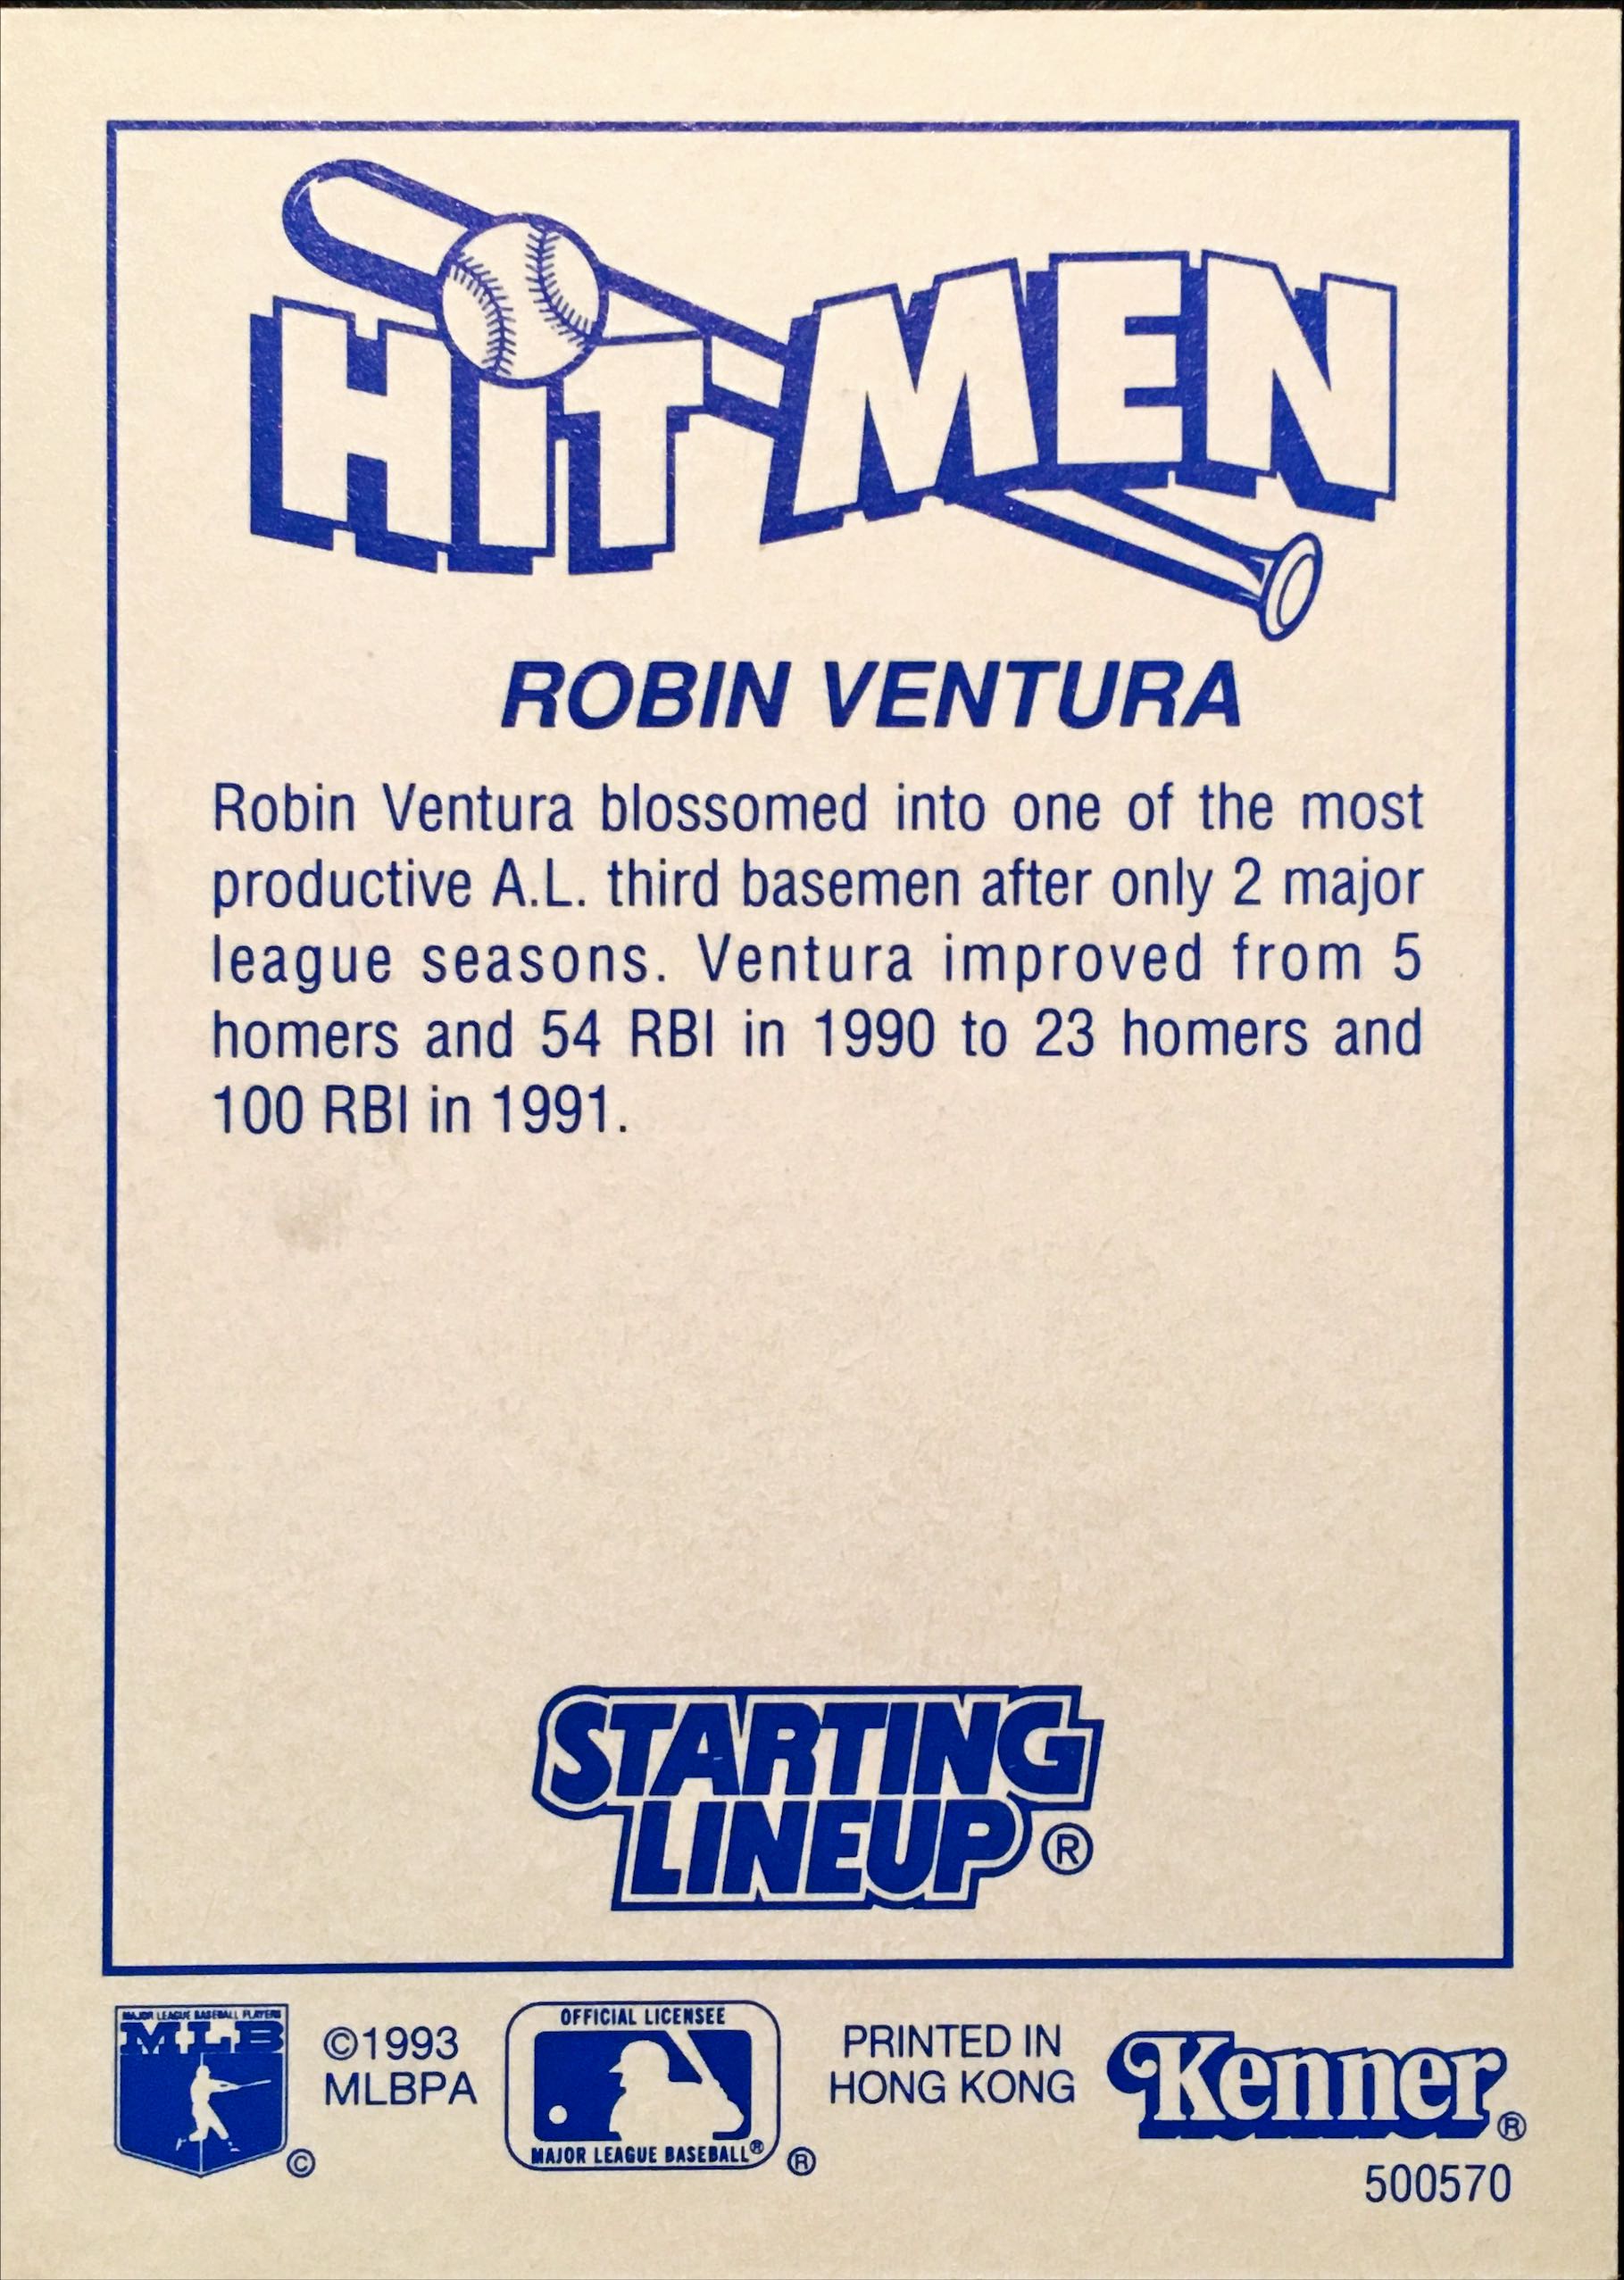 HiT-MEN
ROBIN VENTURA
Robin Ventura blossomed into one of the most
productive A.L. third basemen after only 2 major
league seasons. Ventura improved from 5
homers and 54 RBI in 1990 to 23 homers and
100 RBI in 1991.
STARTING
LINEUP®
MAJOR LEAGUE BASEBALL PLAYERS
MLB
©
©1993
MLBPA
OFFICIAL LICENSEE
MAJOR LEAGUE BASEBALL®
®
PRINTED IN
HONG KONG
Kenner®
500570